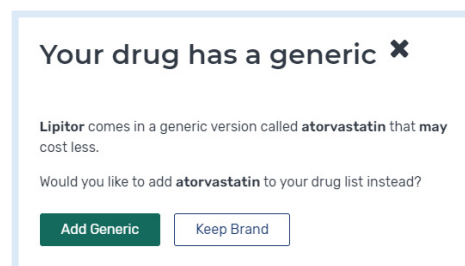 Your drug has a generic ✖
Lipitor comes in a generic version called atorvastatin that may
cost less.
Would you like to add atorvastatin to your drug list instead?
Add Generic
Keep Brand